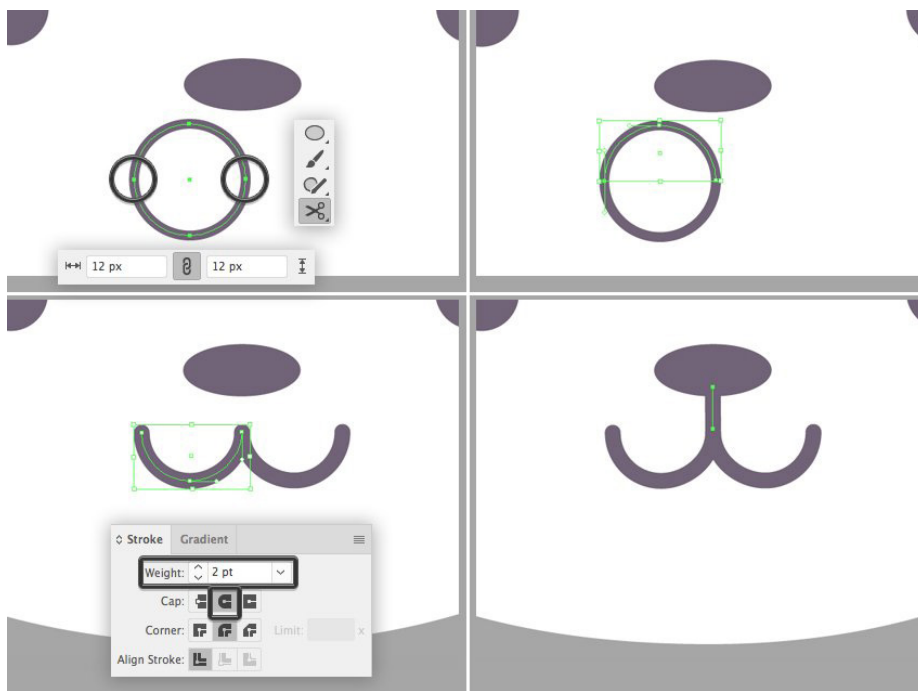 12 px 12 px
Stroke Gradient
Weight: 2 pt
Cap:
Corner: Limit: x
Align Stroke: